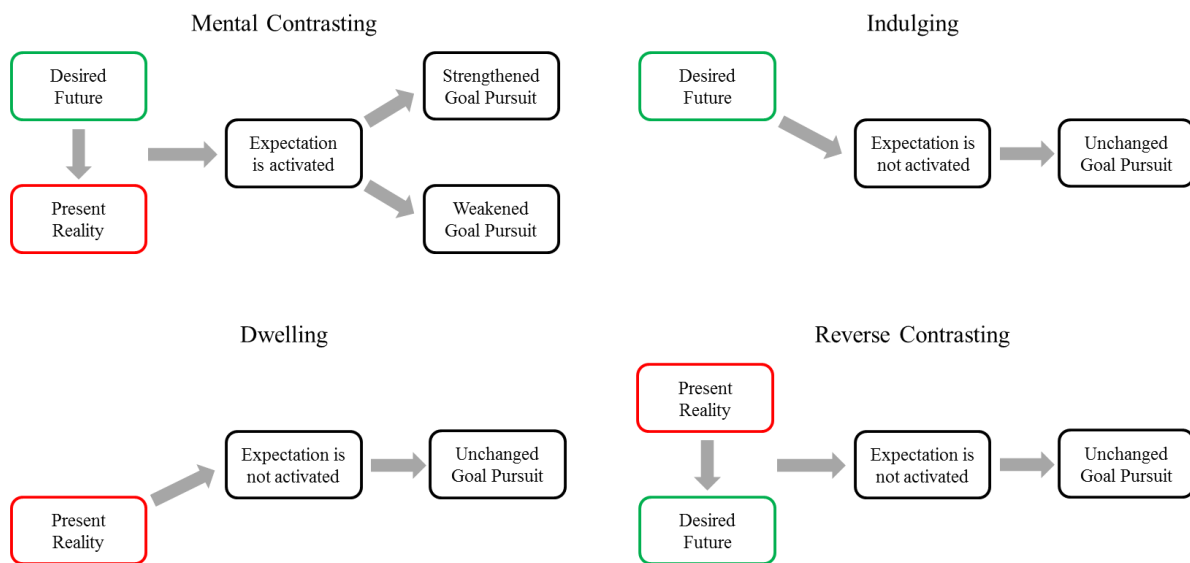 Mental Contrasting
Desired
Future
Present
Reality
Expectation
is activated
Strengthened
Goal Pursuit
Weakened
Goal Pursuit
Indulging
Desired
Future
Expectation is
not activated
Unchanged
Goal Pursuit
Dwelling
Present
Reality
Expectation is
not activated
Unchanged
Goal Pursuit
Reverse Contrasting
Present
Reality
Desired
Future
Expectation is
not activated
Unchanged
Goal Pursuit